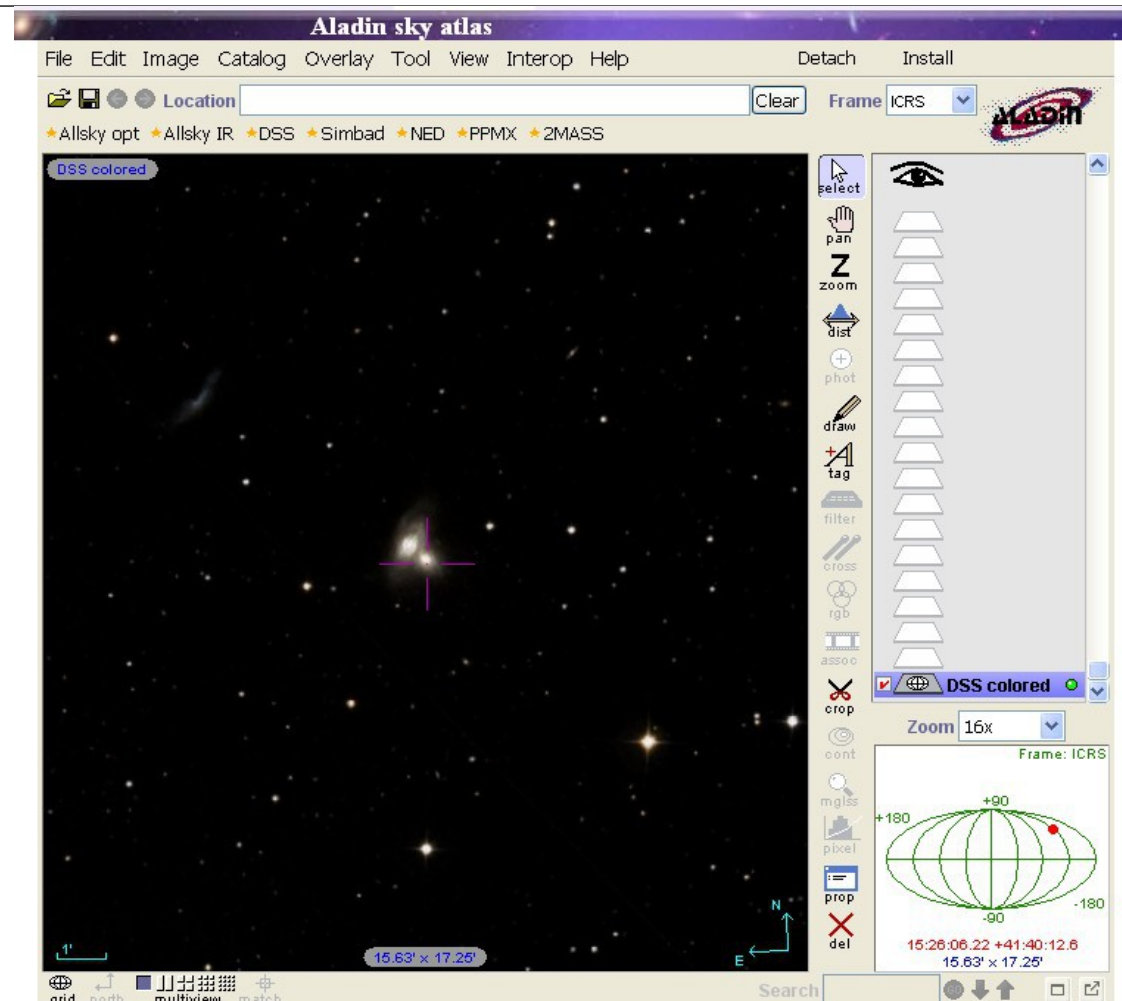 Aladin sky atlas
File Edit Image Catalog Overlay Tool View Interop Help Detach Install
Location Clear Frame ICRS
ALADIN
Allsky opt Allsky IR DSS Simbad NED PPMX 2MASS
DSS colored
select
pan
Z
zoom
dist
phot
draw
A
tag
filter
cross
rgb
assoc
crop
cont
mglss
pixel
prop
del
DSS colored
Zoom 16x
Frame: ICRS
+90
+180
-180
-90
15:26:06.22 +41:40:12.6
15.63' × 17.25'
N
E
1'
15.63' × 17.25'
grid north multiview match Search